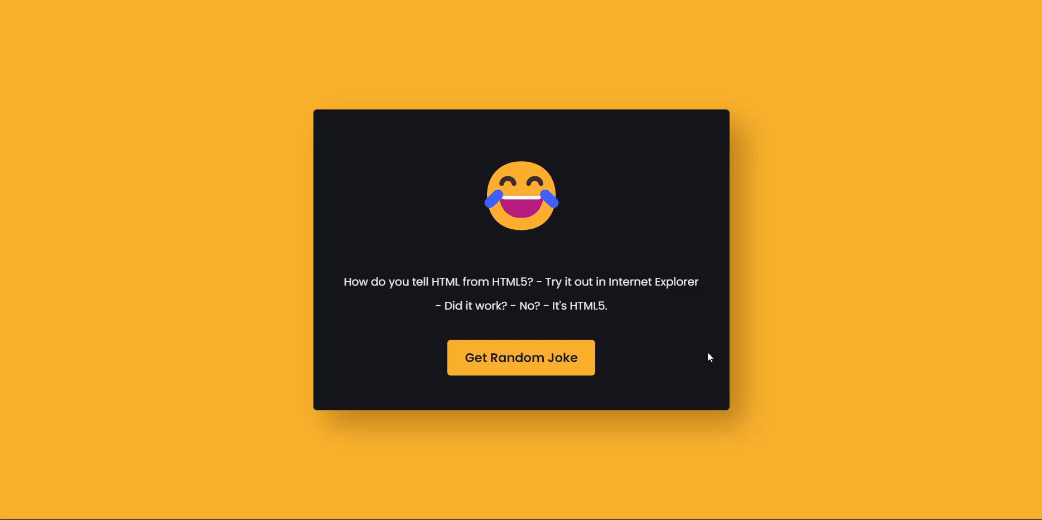 How do you tell HTML from HTML5? - Try it out in Internet Explorer
- Did it work? - No? - It's HTML5.
Get Random Joke